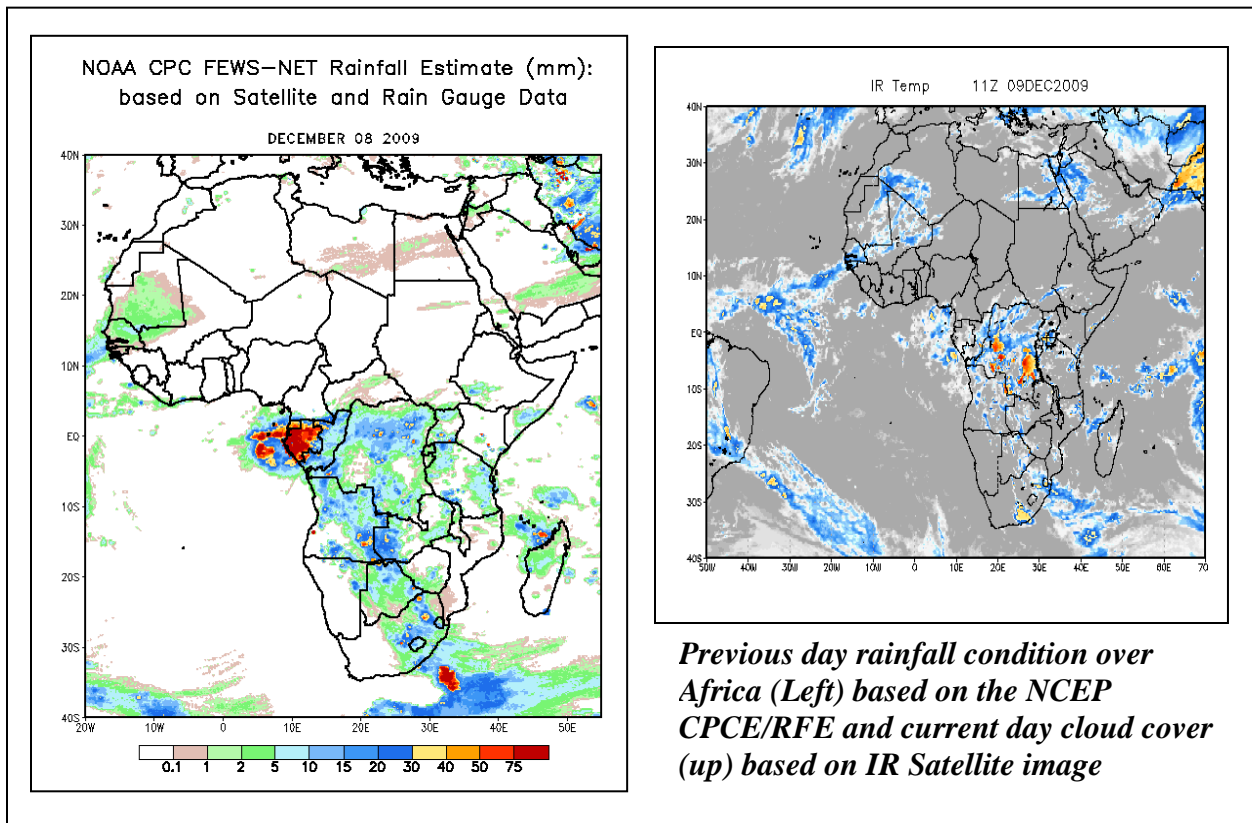 NOAA CPC FEWS-NET Rainfall Estimate (mm):
based on Satellite and Rain Gauge Data
DECEMBER 08 2009
40N
30N
20N
10N
EQ
10S
20S
30S
40S
20W 10W 0 10E 20E 30E 40E 50E
0.1 1 2 5 10 15 20 30 40 50 75
IR Temp 11Z 09DEC2009
40N
30N
20N
10N
EQ
10S
20S
30S
40S
50W 40W 30W 20W 10W 0 10E 20E 30E 40E 50E 60E 70E
Previous day rainfall condition over
Africa (Left) based on the NCEP
CPCE/RFE and current day cloud cover
(up) based on IR Satellite image